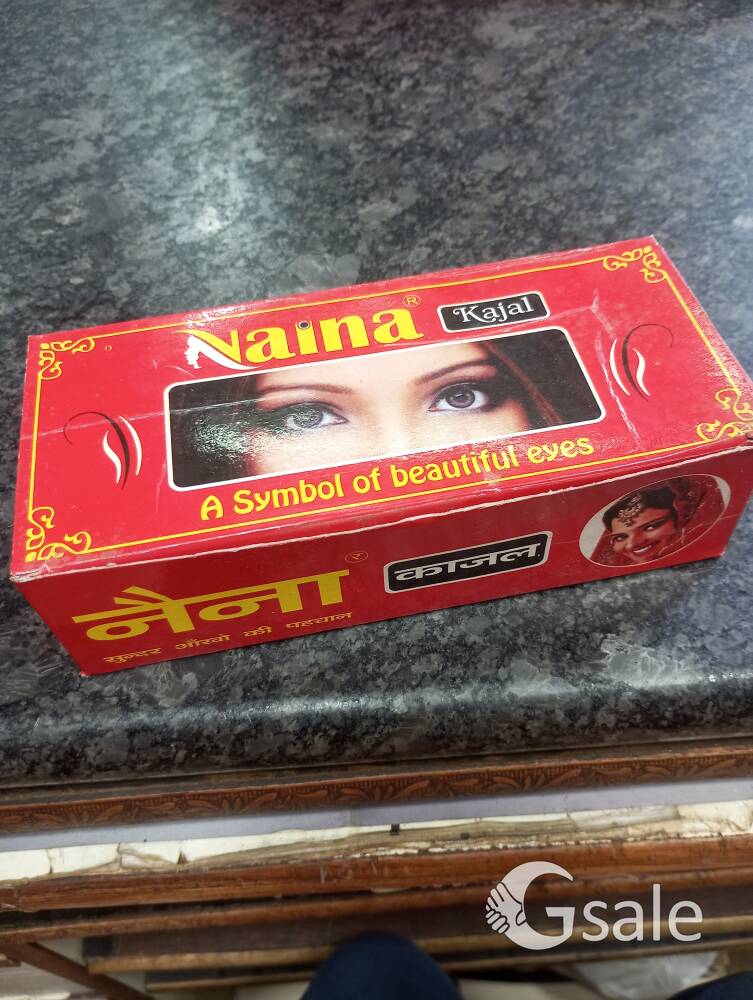 Naina® Kajal
A Symbol of beautiful eyes
नैना® काजल
सुन्दर आँखो की पहचान
Gsale